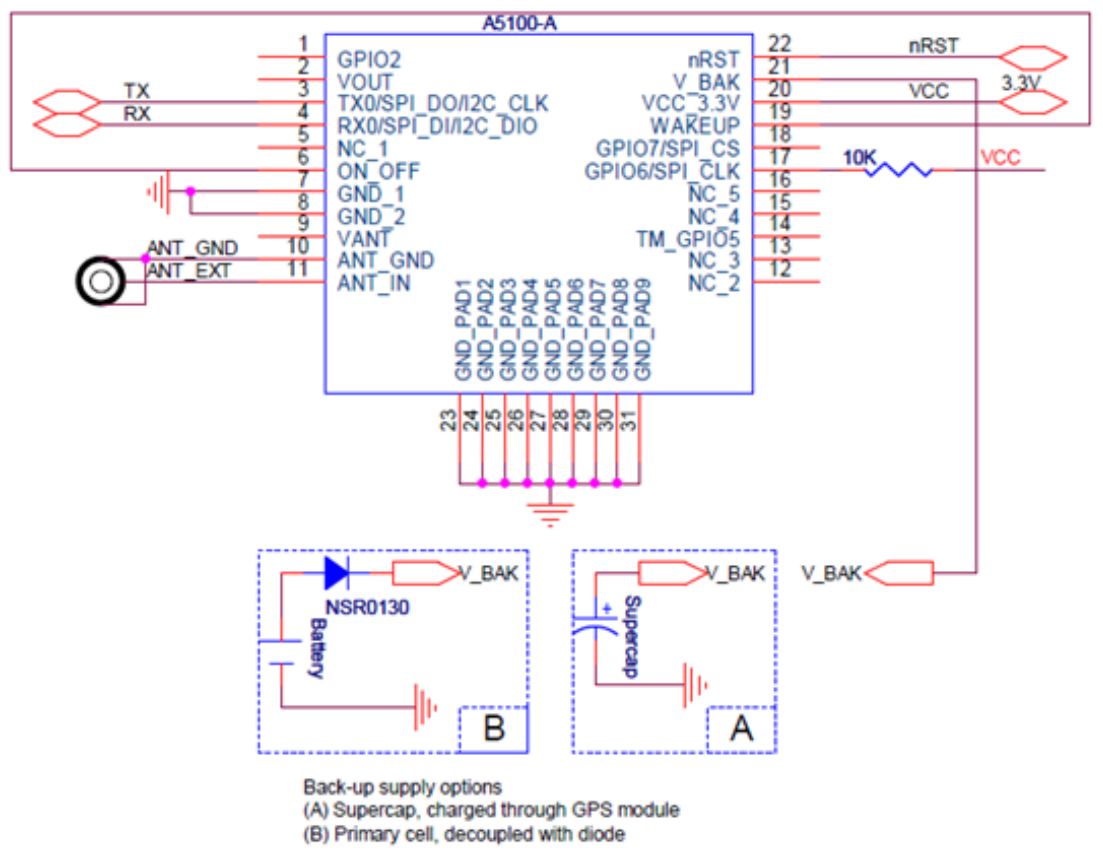 A5100-A
1 GPIO2
2 VOUT
TX 3 TX0/SPI_DO/I2C_CLK
RX 4 RX0/SPI_DI/I2C_DIO
5 NC_1
6 ON_OFF
7 GND_1
8 GND_2
9 VANT
ANT_GND 10 ANT_GND
ANT_EXT 11 ANT_IN
nRST 22 nRST
V_BAK 21
VCC_3.3V 20 VCC 3.3V
WAKEUP 19
GPIO7/SPI_CS 18
GPIO6/SPI_CLK 17 10K VCC
NC_5 16
NC_4 15
TM_GPIO5 14
NC_3 13
NC_2 12
GND_PAD1 23
GND_PAD2 24
GND_PAD3 25
GND_PAD4 26
GND_PAD5 27
GND_PAD6 28
GND_PAD7 29
GND_PAD8 30
GND_PAD9 31
V_BAK
NSR0130
Battery
B
V_BAK
+
Supercap
A
V_BAK
Back-up supply options
(A) Supercap, charged through GPS module
(B) Primary cell, decoupled with diode